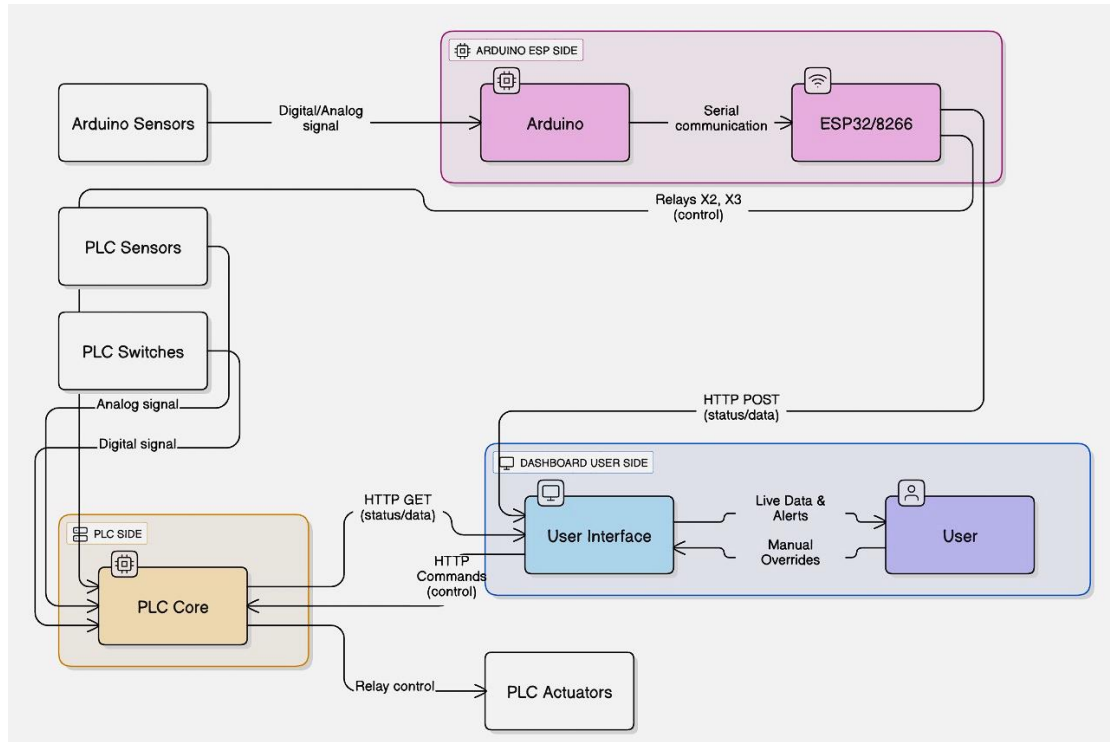 ARDUINO ESP SIDE
Arduino Sensors
Digital/Analog
signal
Arduino
Serial
communication
ESP32/8266
Relays X2, X3
(control)
PLC Sensors
PLC Switches
Analog signal
Digital signal
HTTP POST
(status/data)
DASHBOARD USER SIDE
HTTP GET
(status/data)
User Interface
Live Data &
Alerts
Manual
Overrides
User
PLC SIDE
HTTP
Commands
(control)
PLC Core
Relay control
PLC Actuators